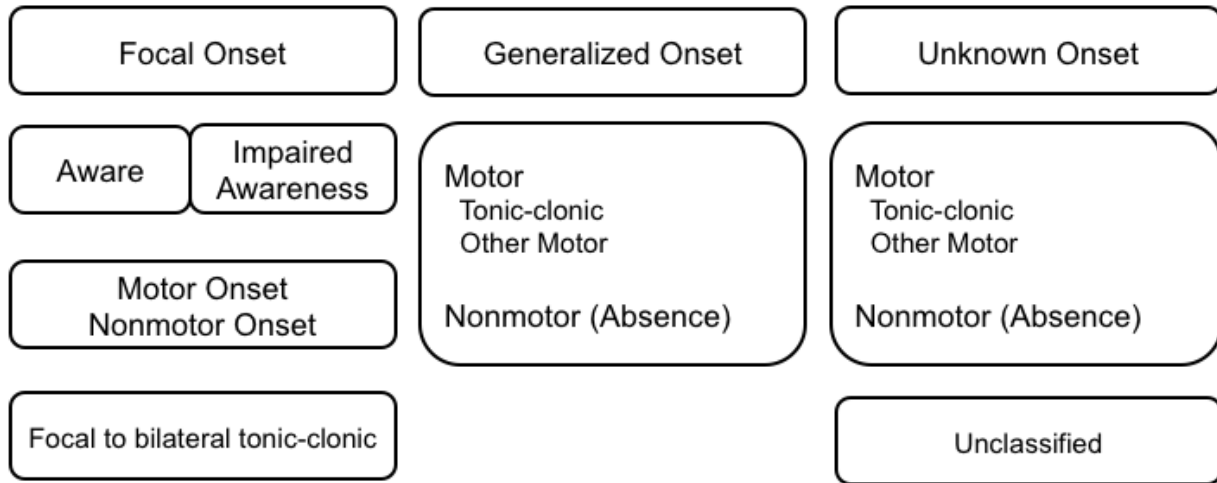 Focal Onset
Generalized Onset
Unknown Onset
Aware
Impaired
Awareness
Motor Onset
Nonmotor Onset
Focal to bilateral tonic-clonic
Motor
Tonic-clonic
Other Motor
Nonmotor (Absence)
Motor
Tonic-clonic
Other Motor
Nonmotor (Absence)
Unclassified